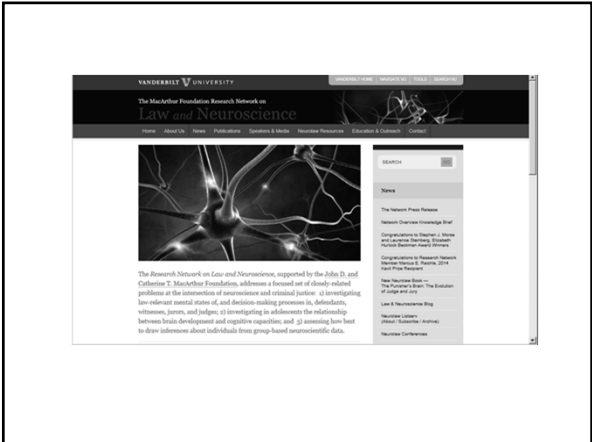 VANDERBILT V UNIVERSITY
VANDERBILT HOME NAVIGATE VU TOOLS SEARCH VU
The MacArthur Foundation Research Network on
Law and Neuroscience
Home About Us News Publications Speakers & Media Neurolaw Resources Education & Outreach Contact
The Research Network on Law and Neuroscience, supported by the John D. and
Catherine T. MacArthur Foundation, addresses a focused set of closely-related
problems at the intersection of neuroscience and criminal justice: 1) investigating
law-relevant mental states of, and decision-making processes in, defendants,
witnesses, jurors, and judges; 2) investigating in adolescents the relationship
between brain development and cognitive capacities; and 3) assessing how best
to draw inferences about individuals from group-based neuroscientific data.
SEARCH
News
The Network Press Release
Network Overview Knowledge Brief
Congratulations to Stephen J. Morse
and Laurence Steinberg, Elizabeth
Hurlock Beckman Award Winners
Congratulations to Research Network
Member Marcus E. Raichle, 2014
Kavli Prize Recipient
New Neurolaw Book —
The Punisher's Brain: The Evolution
of Judge and Jury
Law & Neuroscience Blog
Neurolaw Listserv
(About / Subscribe / Archive)
Neurolaw Conferences